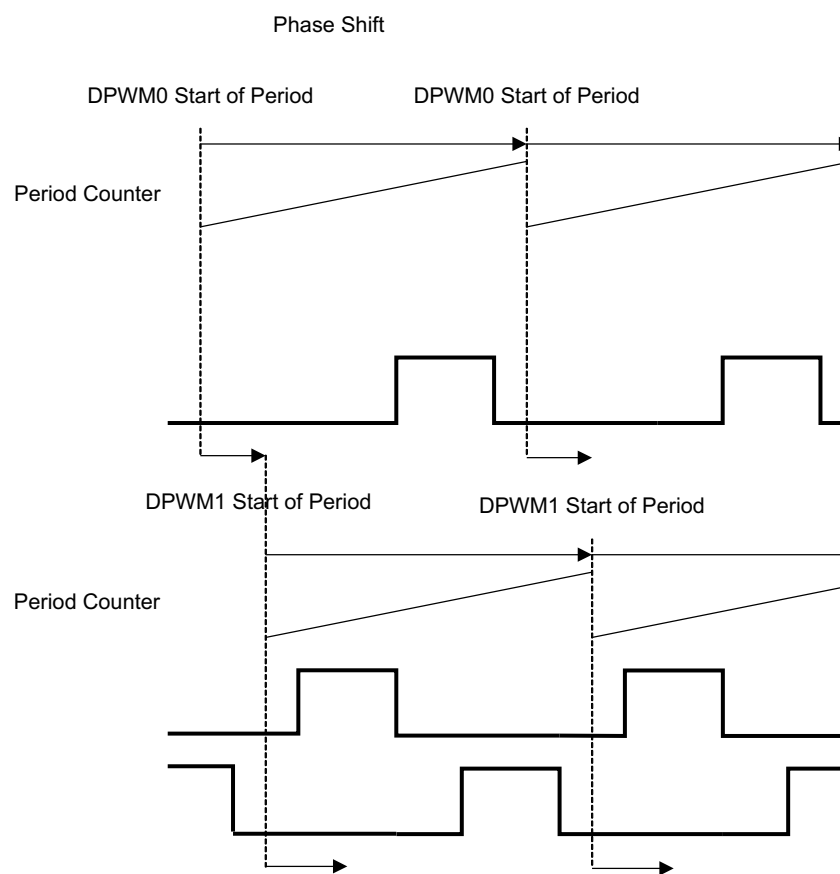 Phase Shift
DPWM0 Start of Period
DPWM0 Start of Period
Period Counter
DPWM1 Start of Period
DPWM1 Start of Period
Period Counter